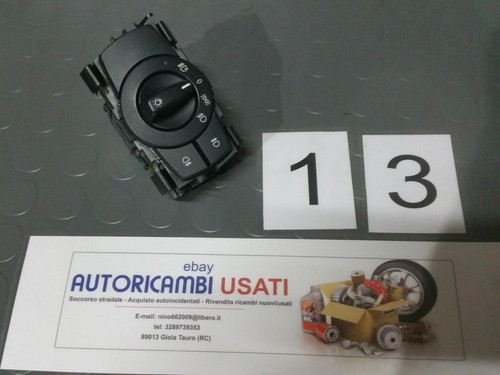 0
1 3
ebay
AUTORICAMBI USATI
Soccorso stradale - Acquisto autoincidentati - Rivendita ricambi nuovi/usati
E-mail: nino662009@libero.it
tel: 3289738353
89013 Gioia Tauro (RC)